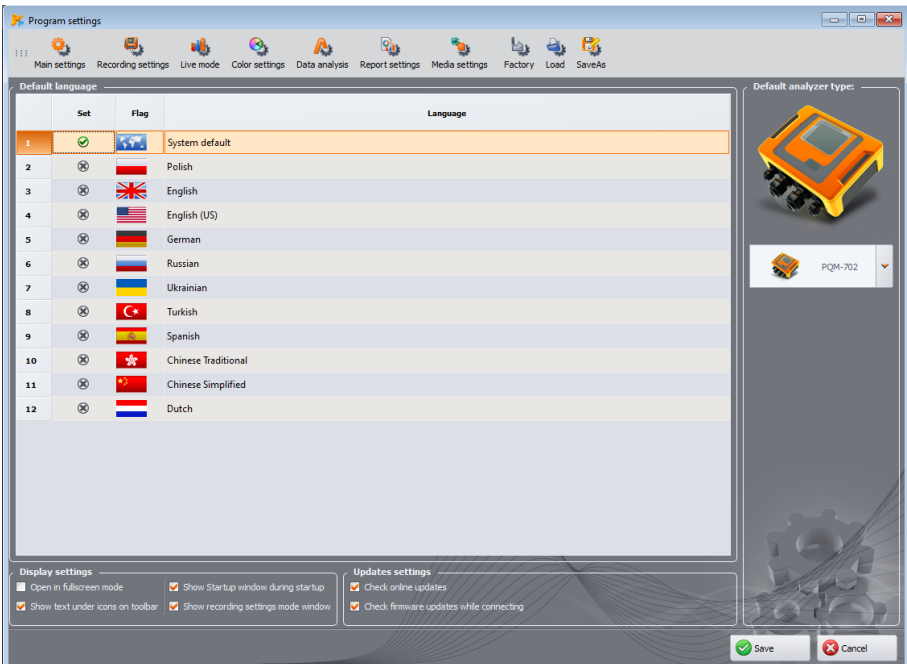 Program settings
Main settings Recording settings Live mode Color settings Data analysis Report settings Media settings Factory Load SaveAs
Default language
Set Flag Language
1 System default
2 Polish
3 English
4 English (US)
5 German
6 Russian
7 Ukrainian
8 Turkish
9 Spanish
10 Chinese Traditional
11 Chinese Simplified
12 Dutch
Default analyzer type:
PQM-702
Display settings
Open in fullscreen mode Show Startup window during startup
Show text under icons on toolbar Show recording settings mode window
Updates settings
Check online updates
Check firmware updates while connecting
Save Cancel